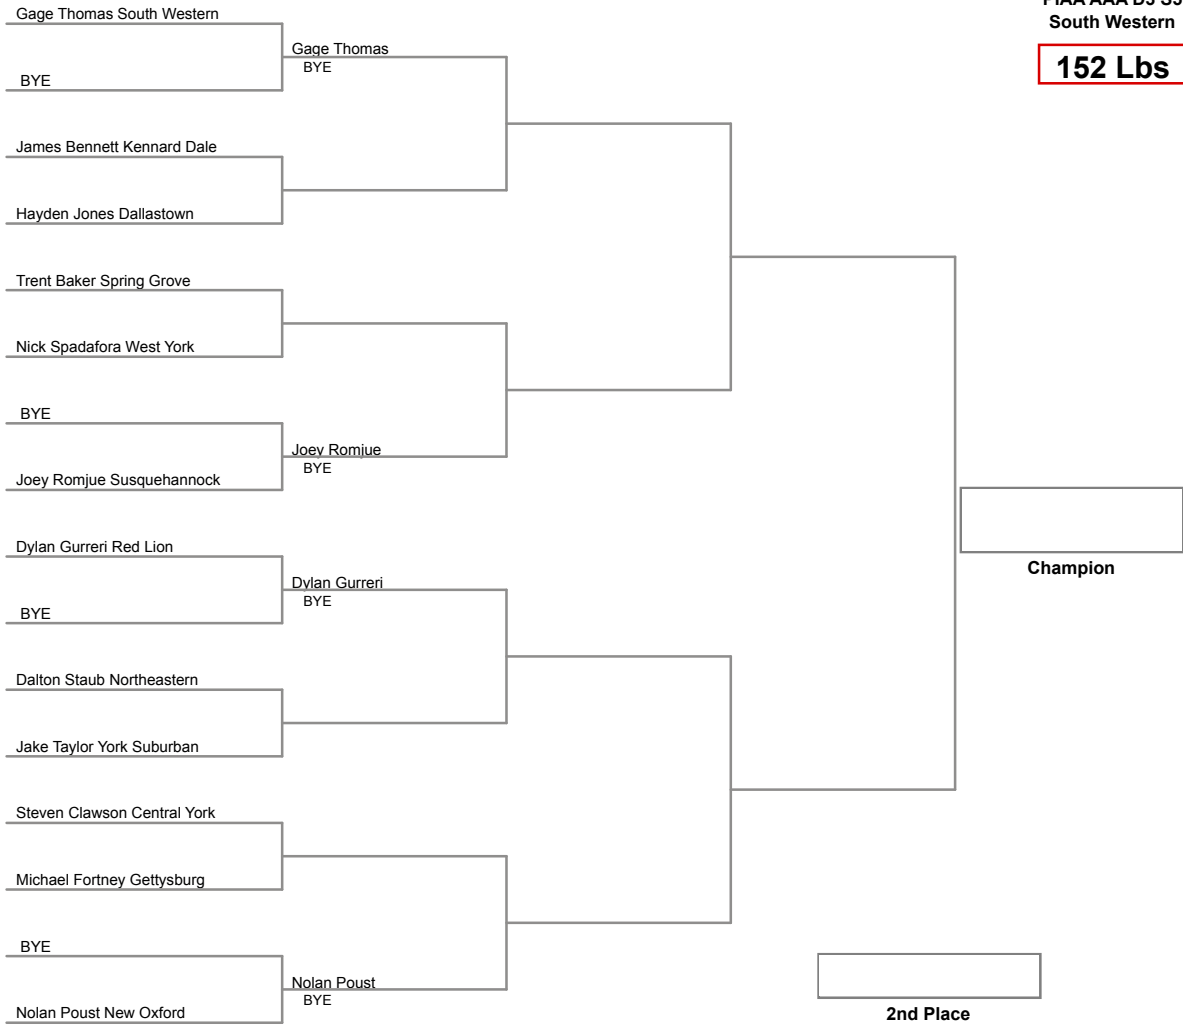 PIAA AAA D3 S3
South Western
152 Lbs
Gage Thomas South Western
BYE
Gage Thomas
BYE
James Bennett Kennard Dale
Hayden Jones Dallastown
Trent Baker Spring Grove
Nick Spadafora West York
BYE
Joey Romjue Susquehannock
Joey Romjue
BYE
Dylan Gurreri Red Lion
BYE
Dylan Gurreri
BYE
Dalton Staub Northeastern
Jake Taylor York Suburban
Steven Clawson Central York
Michael Fortney Gettysburg
BYE
Nolan Poust New Oxford
Nolan Poust
BYE
Champion
2nd Place